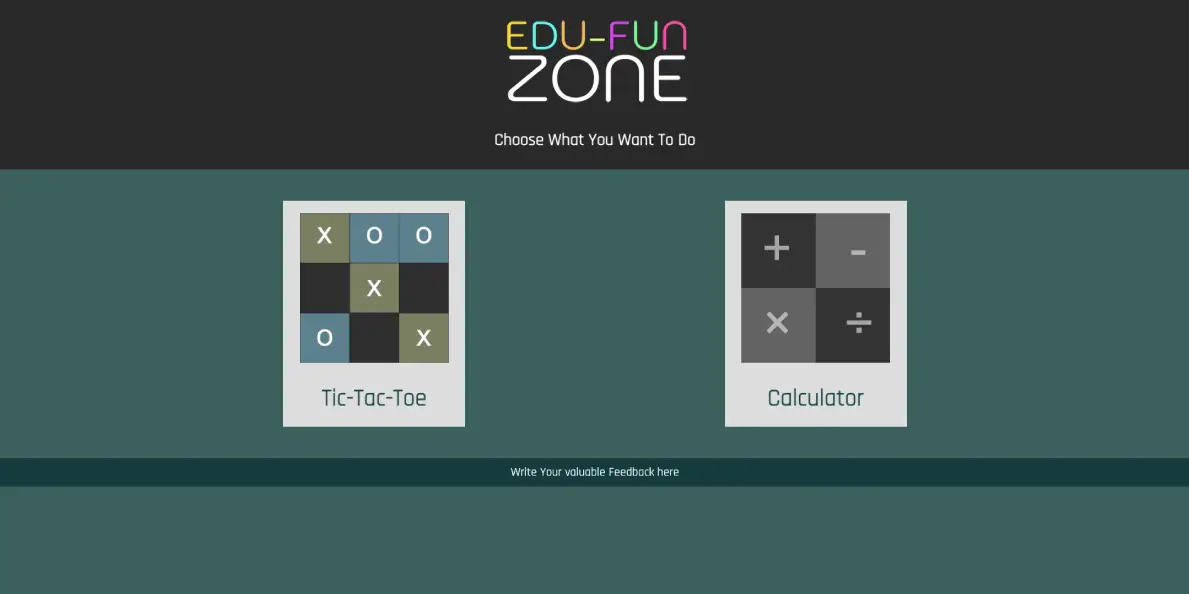 EDU-FUN
ZONE
Choose What You Want To Do
X O O
X
O X
+ -
× ÷
Tic-Tac-Toe
Calculator
Write Your valuable Feedback here